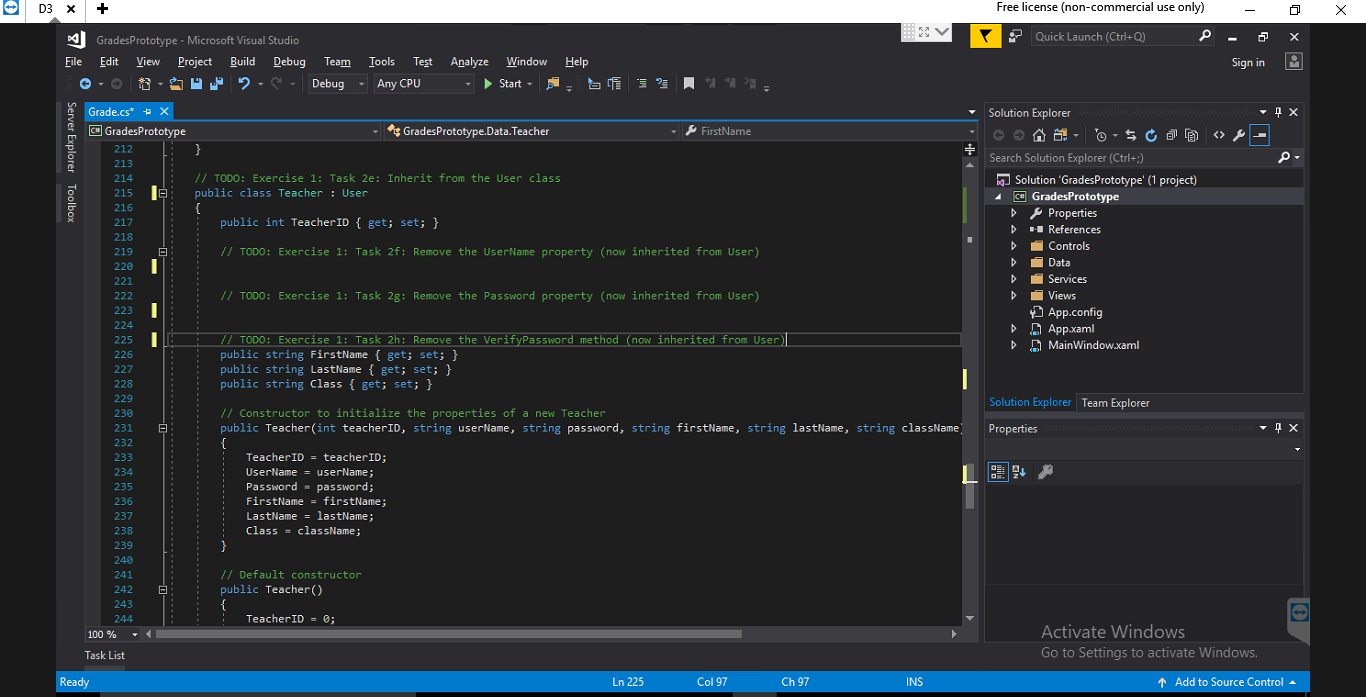 D3
Free license (non-commercial use only)
GradesPrototype - Microsoft Visual Studio
Quick Launch (Ctrl+Q)
File Edit View Project Build Debug Team Tools Test Analyze Window Help
Sign in
Debug Any CPU Start
Server Explorer
Toolbox
Grade.cs*
GradesPrototype
GradesPrototype.Data.Teacher
FirstName
212 }
213
214 // TODO: Exercise 1: Task 2e: Inherit from the User class
215 public class Teacher : User
216 {
217 public int TeacherID { get; set; }
218
219 // TODO: Exercise 1: Task 2f: Remove the UserName property (now inherited from User)
220
221
222 // TODO: Exercise 1: Task 2g: Remove the Password property (now inherited from User)
223
224
225 // TODO: Exercise 1: Task 2h: Remove the VerifyPassword method (now inherited from User)
226 public string FirstName { get; set; }
227 public string LastName { get; set; }
228 public string Class { get; set; }
229
230 // Constructor to initialize the properties of a new Teacher
231 public Teacher(int teacherID, string userName, string password, string firstName, string lastName, string className)
232 {
233 TeacherID = teacherID;
234 UserName = userName;
235 Password = password;
236 FirstName = firstName;
237 LastName = lastName;
238 Class = className;
239 }
240
241 // Default constructor
242 public Teacher()
243 {
244 TeacherID = 0;
100 %
Task List
Solution Explorer
Search Solution Explorer (Ctrl+;)
Solution 'GradesPrototype' (1 project)
GradesPrototype
Properties
References
Controls
Data
Services
Views
App.config
App.xaml
MainWindow.xaml
Solution Explorer Team Explorer
Properties
Activate Windows
Go to Settings to activate Windows.
Ready Ln 225 Col 97 Ch 97 INS Add to Source Control